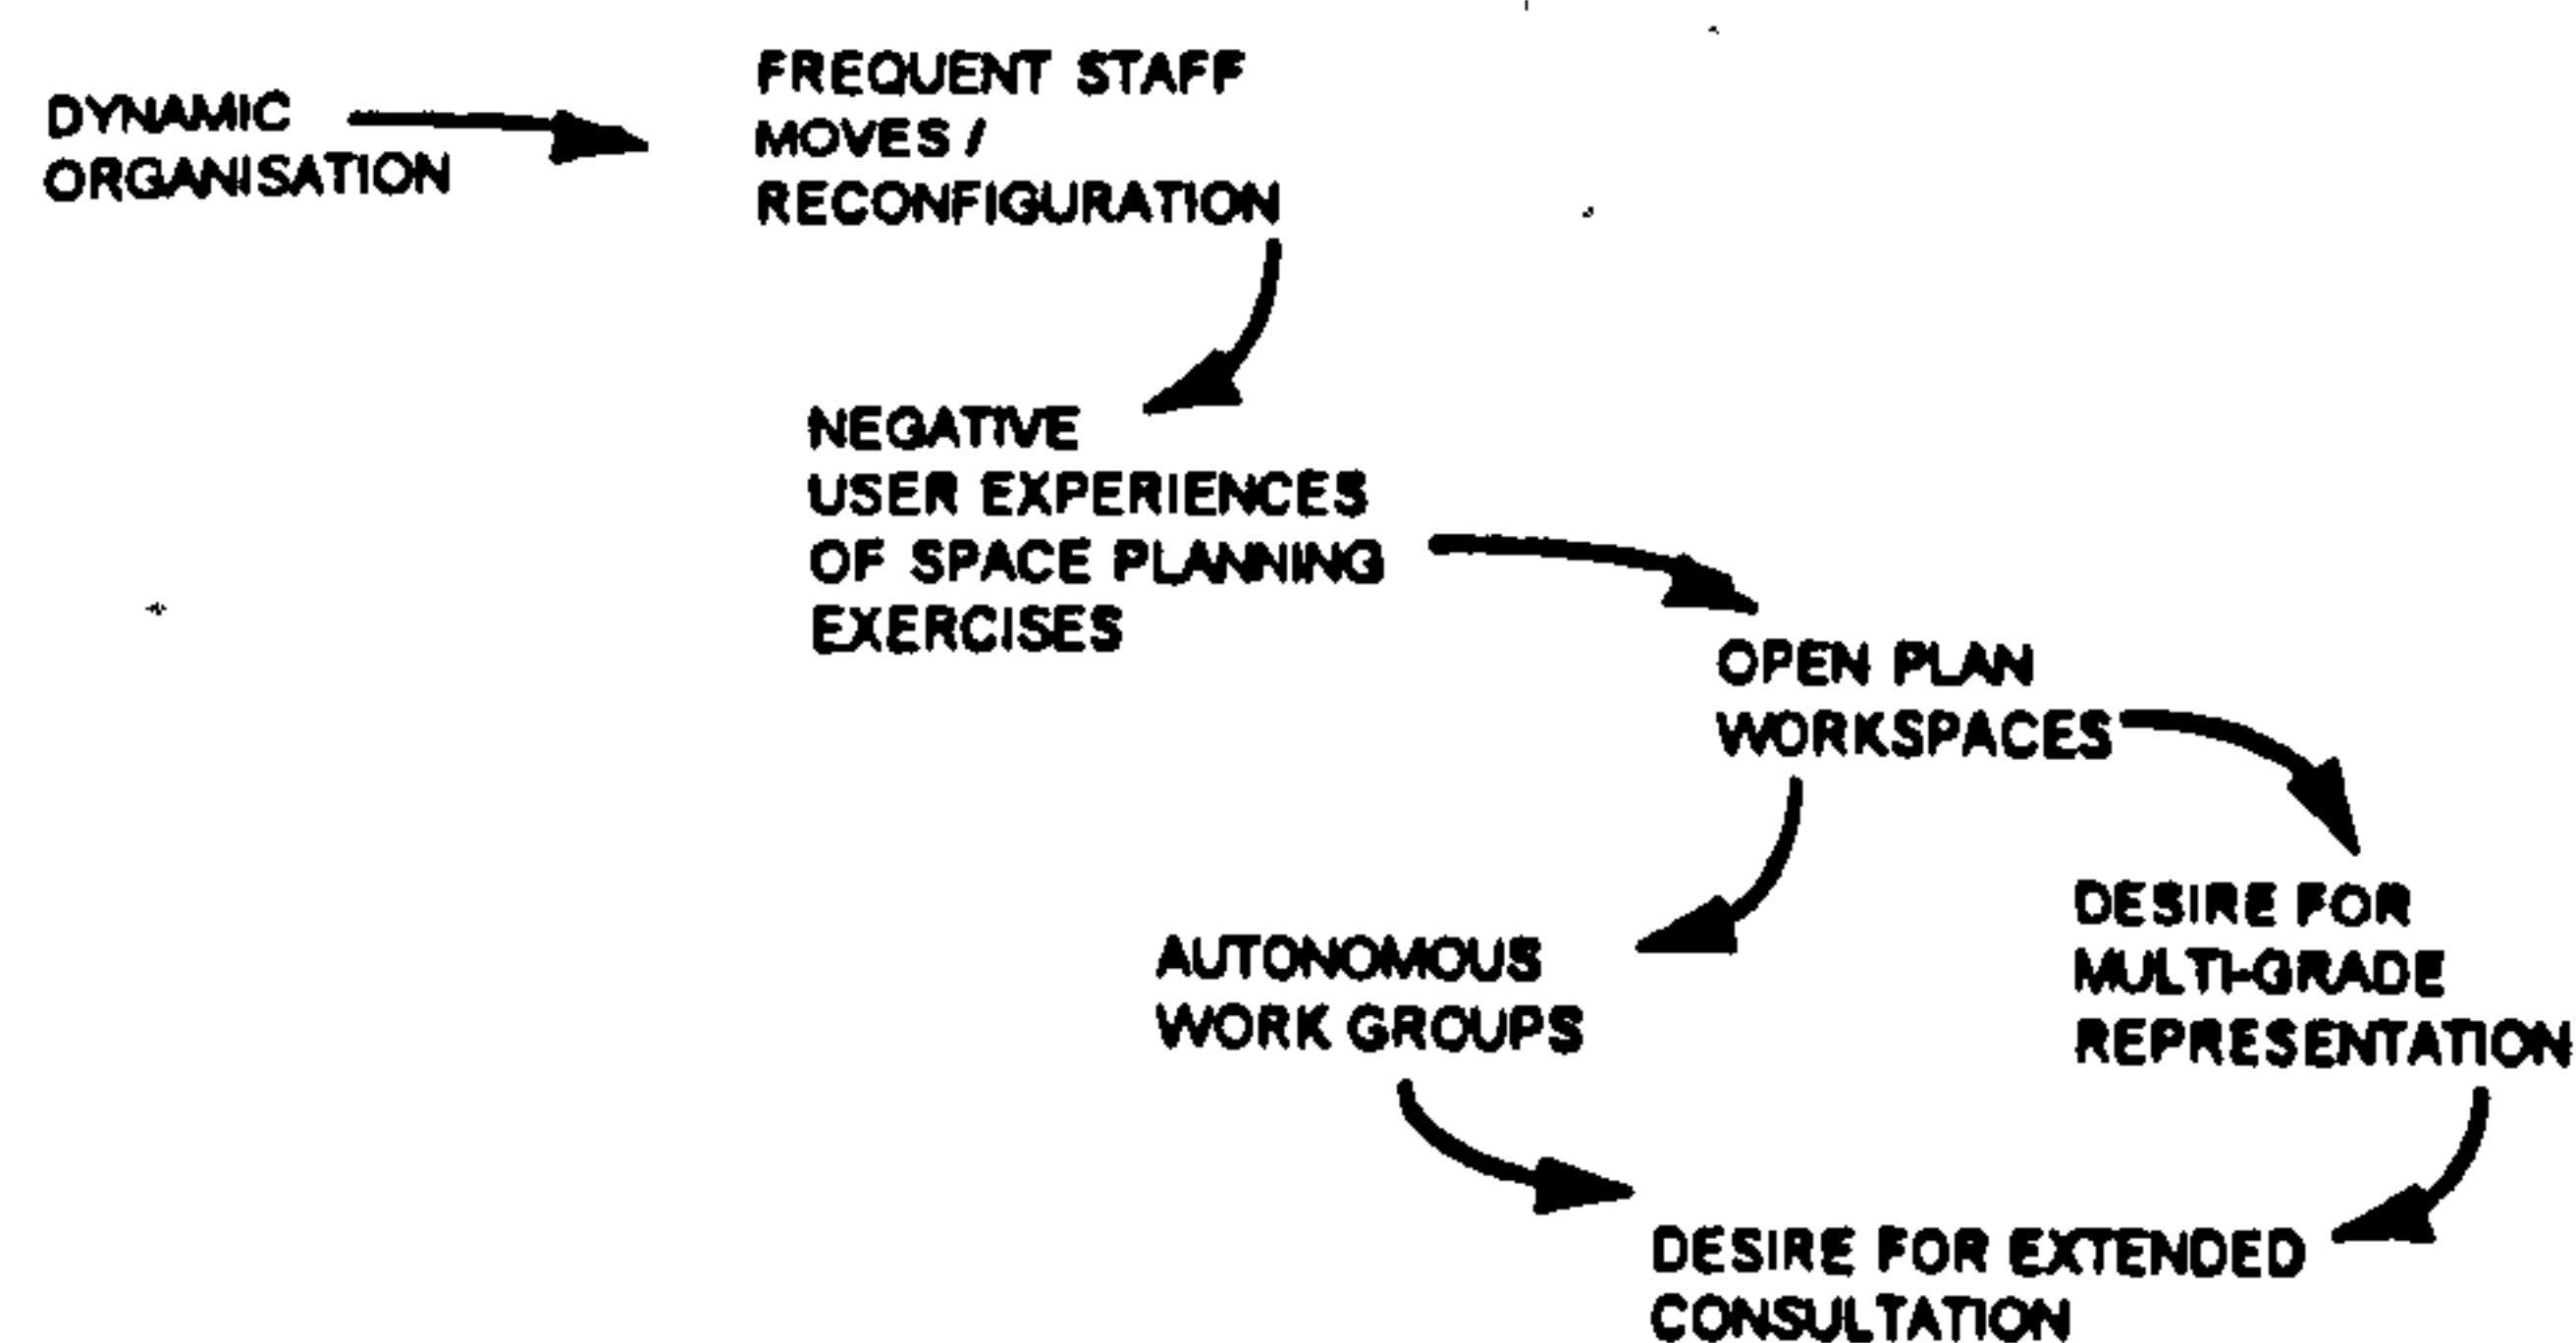 DYNAMIC
ORGANISATION
FREQUENT STAFF
MOVES /
RECONFIGURATION
NEGATIVE
USER EXPERIENCES
OF SPACE PLANNING
EXERCISES
OPEN PLAN
WORKSPACES
AUTONOMOUS
WORK GROUPS
DESIRE FOR
MULTI-GRADE
REPRESENTATION
DESIRE FOR EXTENDED
CONSULTATION